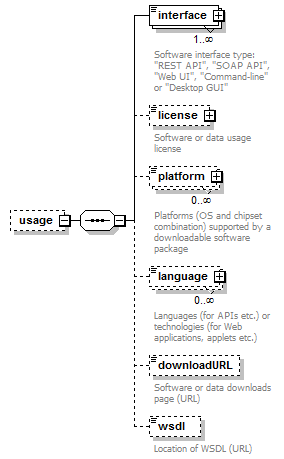 interface
1..∞
Software interface type:
"REST API", "SOAP API",
"Web UI", "Command-line"
or "Desktop GUI"
license
Software or data usage
license
platform
0..∞
Platforms (OS and chipset
combination) supported by a
downloadable software
package
usage
language
0..∞
Languages (for APIs etc.) or
technologies (for Web
applications, applets etc.)
downloadURL
Software or data downloads
page (URL)
wsdl
Location of WSDL (URL)